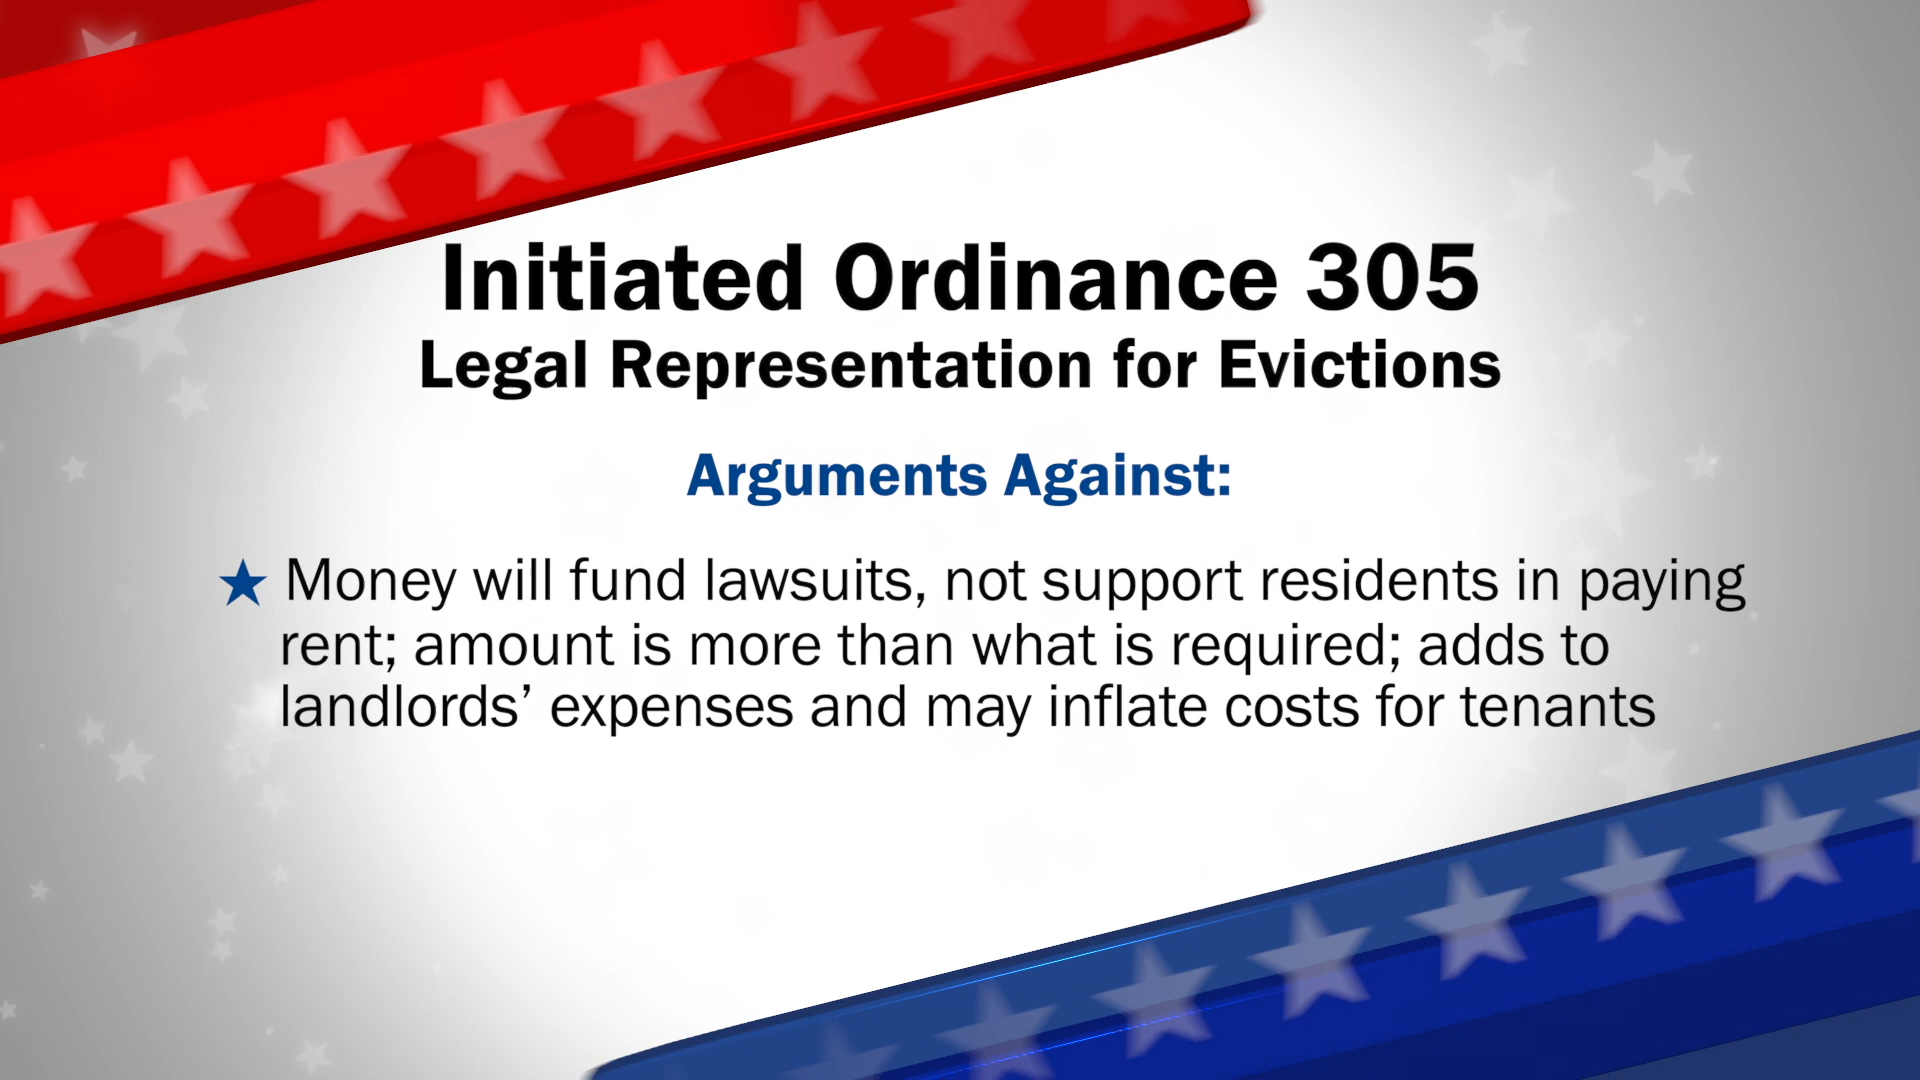 Initiated Ordinance 305
Legal Representation for Evictions
Arguments Against:
★ Money will fund lawsuits, not support residents in paying
rent; amount is more than what is required; adds to
landlords’ expenses and may inflate costs for tenants